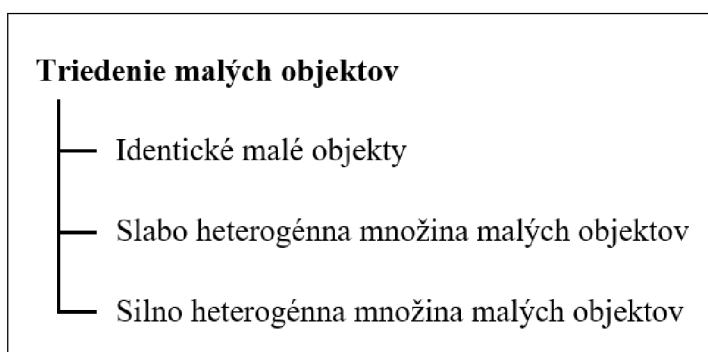 Triedenie malých objektov
Identické malé objekty
Slabo heterogénna množina malých objektov
Silno heterogénna množina malých objektov